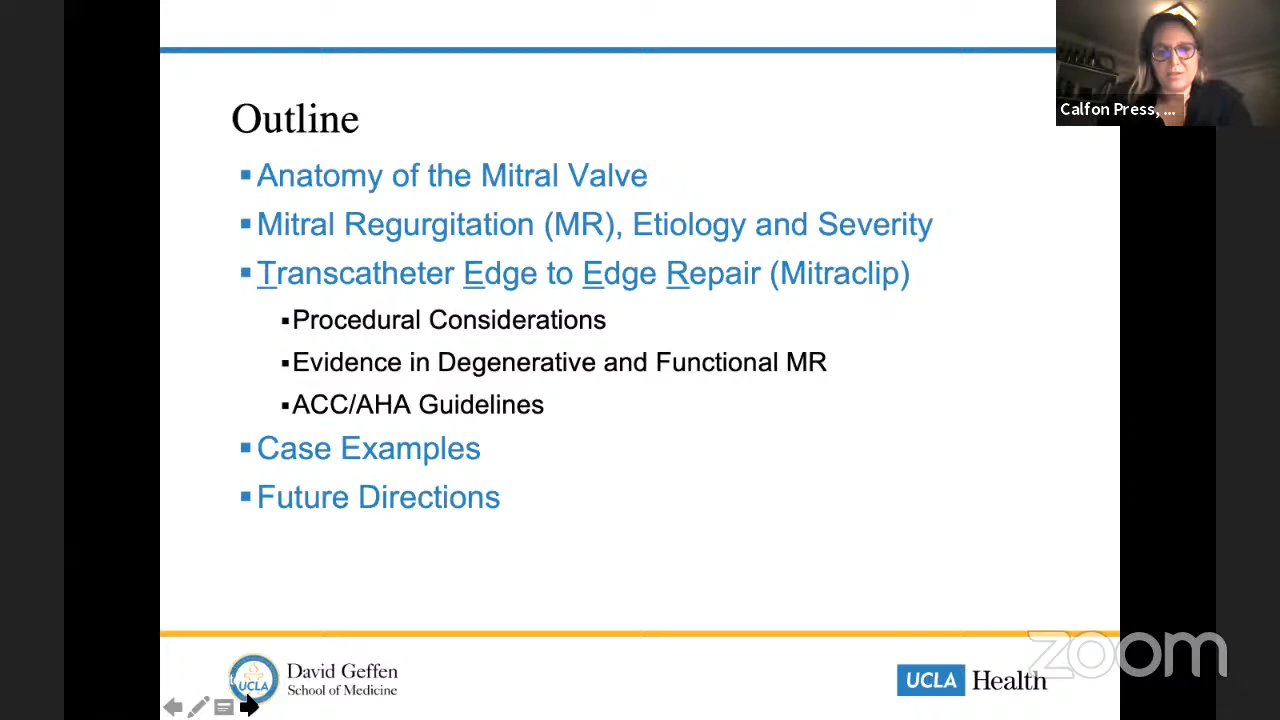 Calfon Press, ...
Outline
▪Anatomy of the Mitral Valve
▪Mitral Regurgitation (MR), Etiology and Severity
▪Transcatheter Edge to Edge Repair (Mitraclip)
▪Procedural Considerations
▪Evidence in Degenerative and Functional MR
▪ACC/AHA Guidelines
▪Case Examples
▪Future Directions
UCLA
David Geffen
School of Medicine
UCLA Health
zoom